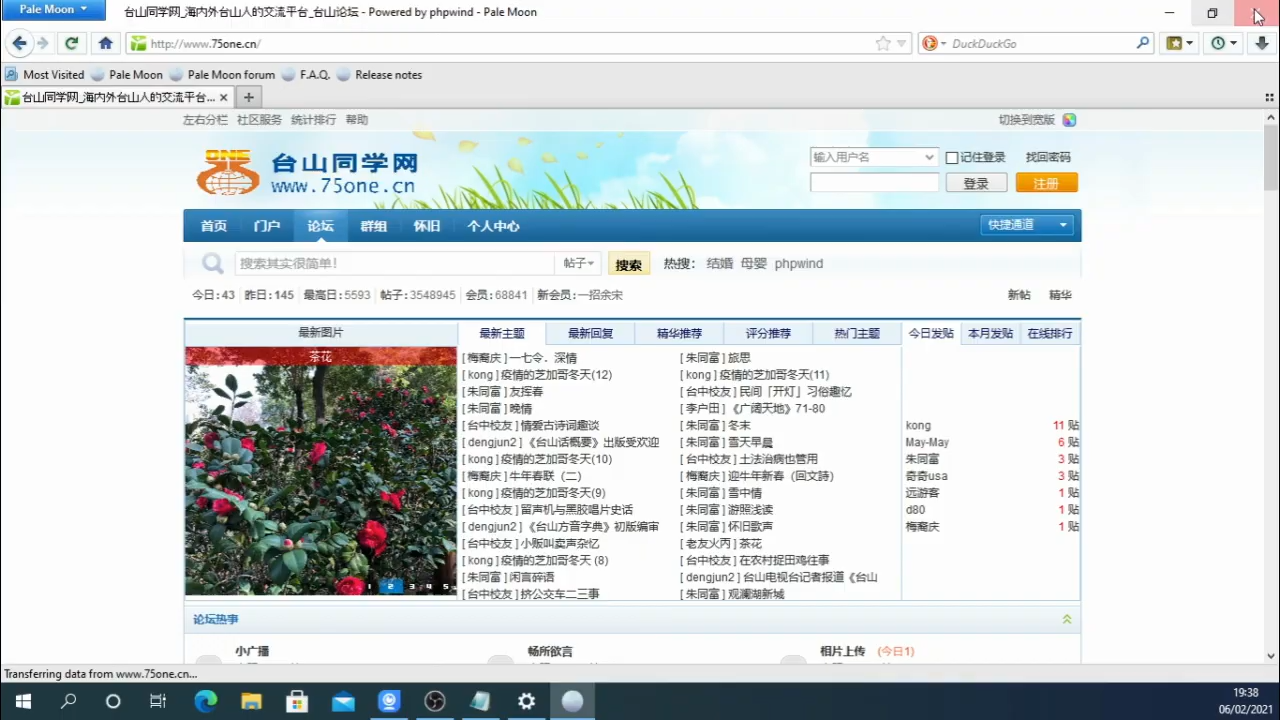 Pale Moon
台山同学网_海内外台山人的交流平台_台山论坛 - Powered by phpwind - Pale Moon
http://www.75one.cn/
DuckDuckGo
Most Visited Pale Moon Pale Moon forum F.A.Q. Release notes
台山同学网_海内外台山人的交流平台... × +
左右分栏 社区服务 统计排行 帮助 切换到宽版
ONE
台山同学网
www.75one.cn
输入用户名 记住登录 找回密码
登录 注册
首页 门户 论坛 群组 怀旧 个人中心 快捷通道
搜索其实很简单! 帖子 搜索 热搜: 结婚 母婴 phpwind
今日:43 昨日:145 最高日:5593 帖子:3548945 会员:68841 新会员:一招余宋 新帖 精华
最新图片 最新主题 最新回复 精华推荐 评分推荐 热门主题 今日发贴 本月发贴 在线排行
茶花
[ 梅裔庆 ] 一七令．深情 [ 朱同富 ] 旅思
[ kong ] 疫情的芝加哥冬天(12) [ kong ] 疫情的芝加哥冬天(11)
[ 朱同富 ] 友挥春 [ 台中校友 ] 民间「开灯」习俗趣忆
[ 朱同富 ] 晚情 [ 李户田 ]《广阔天地》71-80
[ 台中校友 ] 情爱古诗词趣谈 [ 朱同富 ] 冬末 kong 11 贴
[ dengjun2 ]《台山话概要》出版受欢迎 [ 朱同富 ] 雪天早晨 May-May 6 贴
[ kong ] 疫情的芝加哥冬天(10) [ 台中校友 ] 土法治病也管用 朱同富 3 贴
[ 梅裔庆 ] 牛年春联（二） [ 梅裔庆 ] 迎牛年新春（回文詩） 奇奇usa 3 贴
[ kong ] 疫情的芝加哥冬天(9) [ 朱同富 ] 雪中情 远游客 1 贴
[ 台中校友 ] 留声机与黑胶唱片史话 [ 朱同富 ] 游照浅读 d80 1 贴
[ dengjun2 ]《台山方音字典》初版编审 [ 朱同富 ] 怀旧歌声 梅裔庆 1 贴
[ 台中校友 ] 小贩叫卖声杂忆 [ 老友火丙 ] 茶花
[ kong ] 疫情的芝加哥冬天 (8) [ 台中校友 ] 在农村捉田鸡往事
[ 朱同富 ] 闲言碎语 [ dengjun2 ] 台山电视台记者报道《台山
[ 台中校友 ] 挤公交车二三事 [ 朱同富 ] 观澜湖新城
1 2 3 4 5
论坛热事
小广播 畅所欲言 相片上传 (今日1)
Transferring data from www.75one.cn...
19:38
06/02/2021